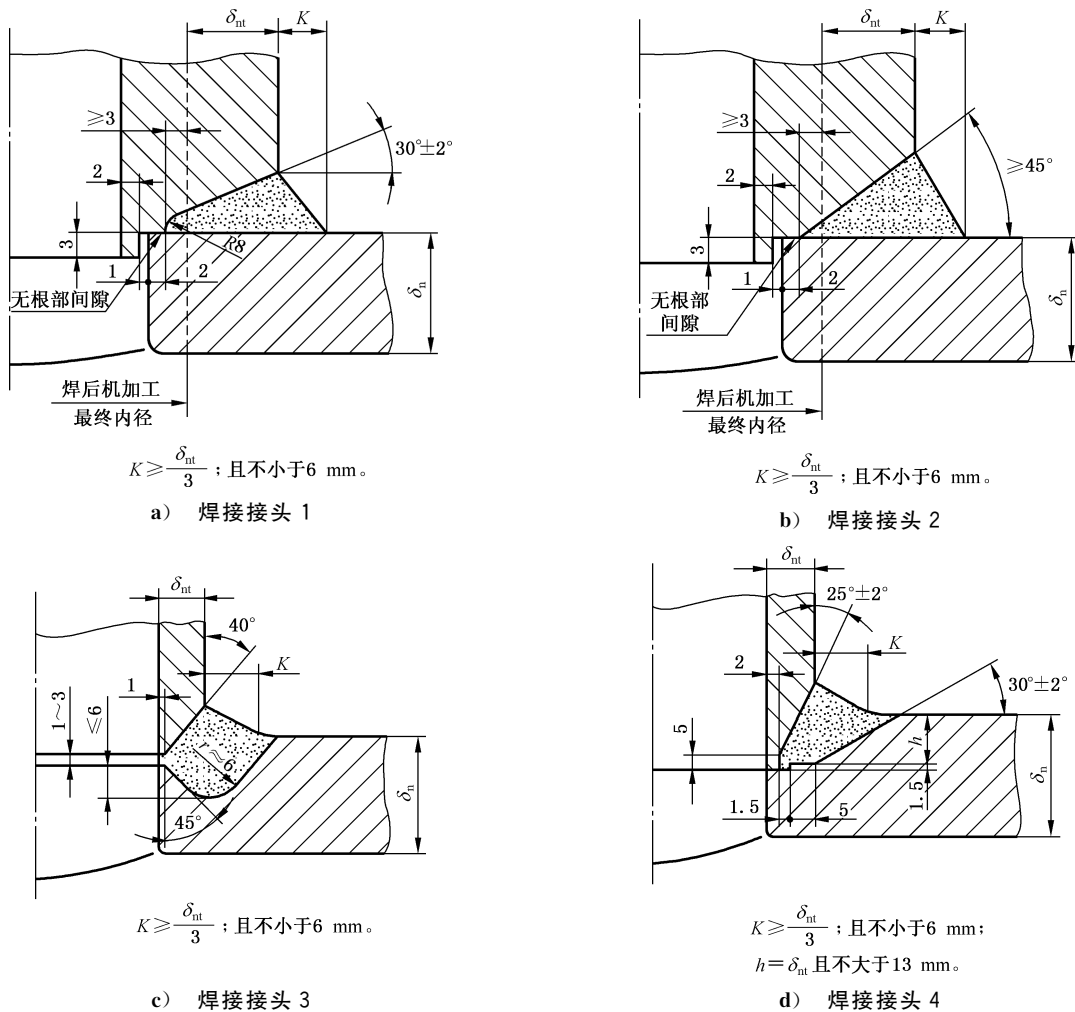 δnt
K
≥3
30°±2°
2
3
R8
1
2
无根部间隙
δn
焊后机加工
最终内径
K≥δnt/3；且不小于6 mm。
a） 焊接接头 1
δnt
K
≥3
≥45°
2
3
1
2
无根部
间隙
δn
焊后机加工
最终内径
K≥δnt/3；且不小于6 mm。
b） 焊接接头 2
δnt
40°
K
1
1～3
≤6
r≈6
45°
δn
K≥δnt/3；且不小于6 mm。
c） 焊接接头 3
δnt
25°±2°
K
2
30°±2°
5
h
1.5
5
1.5
δn
K≥δnt/3；且不小于6 mm；
h=δnt且不大于13 mm。
d） 焊接接头 4